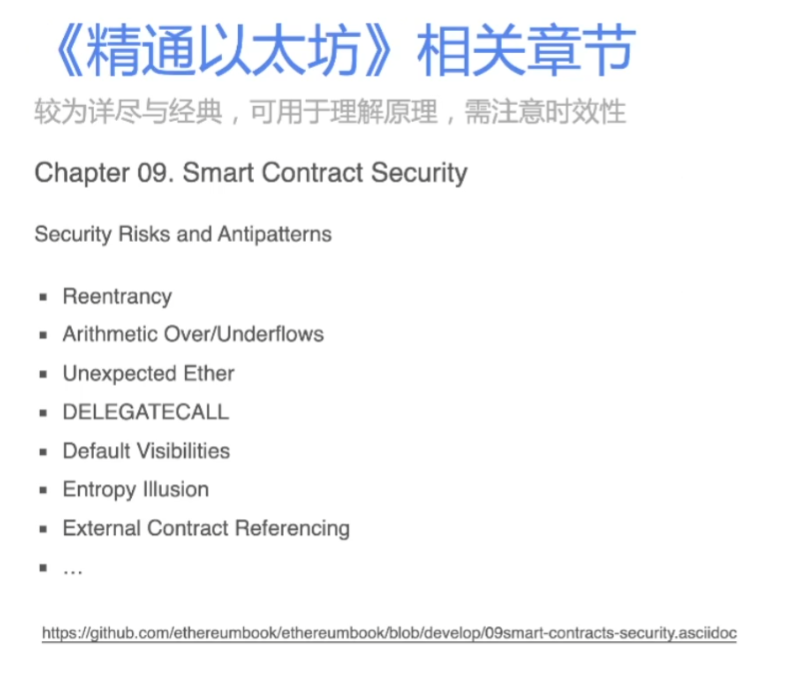 《精通以太坊》相关章节
较为详尽与经典，可用于理解原理，需注意时效性
Chapter 09. Smart Contract Security
Security Risks and Antipatterns
▪ Reentrancy
▪ Arithmetic Over/Underflows
▪ Unexpected Ether
▪ DELEGATECALL
▪ Default Visibilities
▪ Entropy Illusion
▪ External Contract Referencing
▪ ...
https://github.com/ethereumbook/ethereumbook/blob/develop/09smart-contracts-security.asciidoc